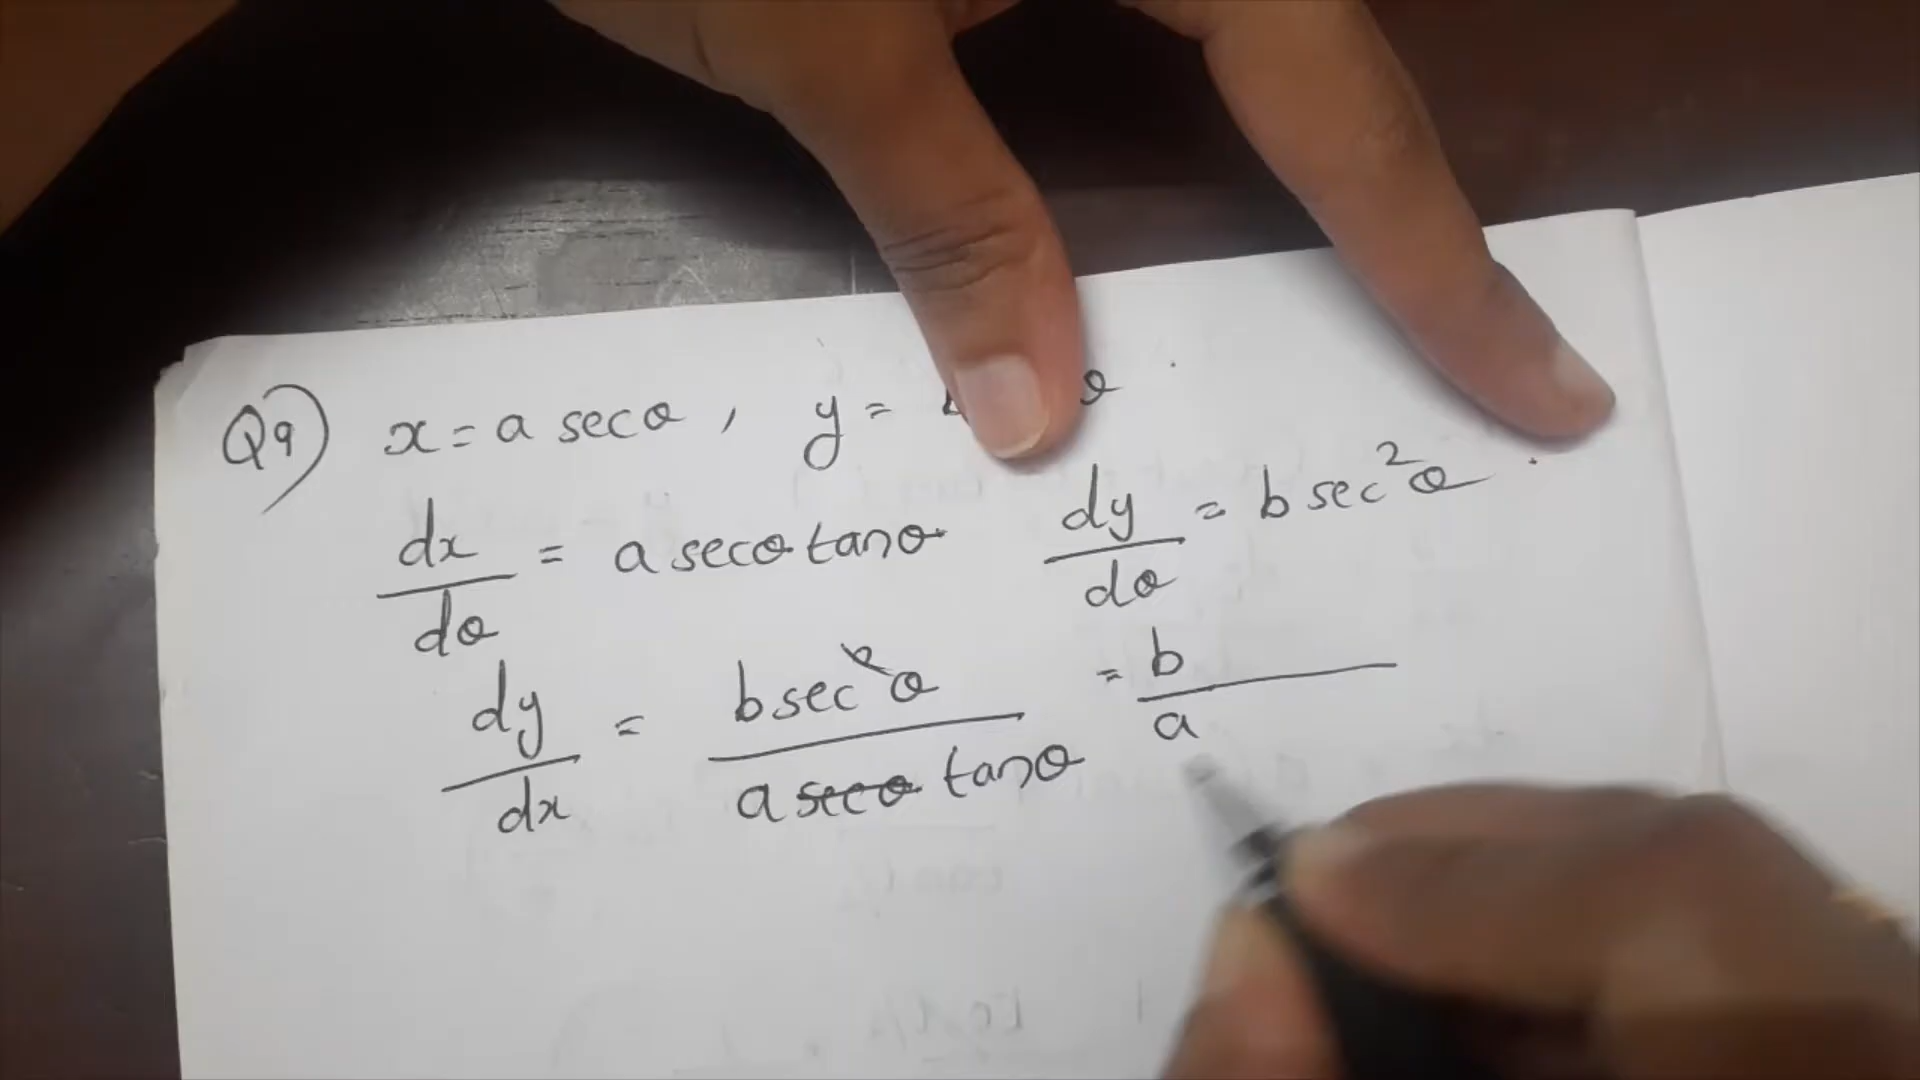 Q9) x = a secθ, y = θ
dx/dθ = a secθ tanθ dy/dθ = b sec²θ
dy/dx = b sec²θ / a secθ tanθ = b / a